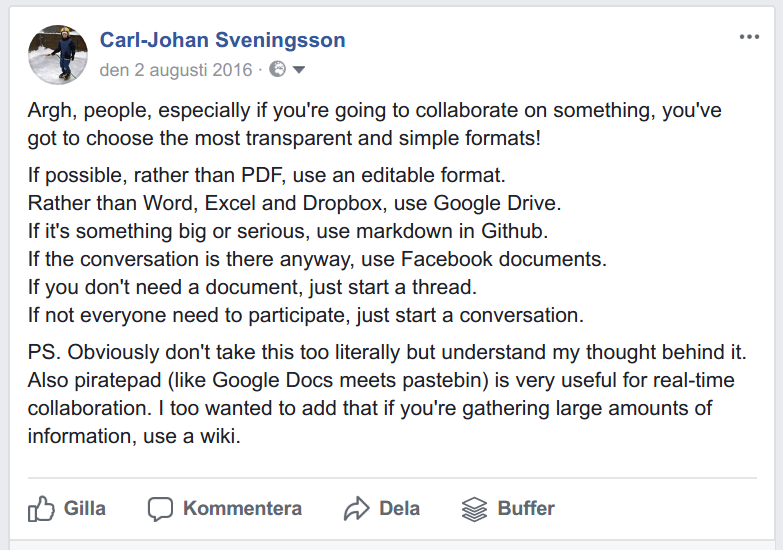 Carl-Johan Sveningsson
den 2 augusti 2016 ·
Argh, people, especially if you're going to collaborate on something, you've
got to choose the most transparent and simple formats!
If possible, rather than PDF, use an editable format.
Rather than Word, Excel and Dropbox, use Google Drive.
If it's something big or serious, use markdown in Github.
If the conversation is there anyway, use Facebook documents.
If you don't need a document, just start a thread.
If not everyone need to participate, just start a conversation.
PS. Obviously don't take this too literally but understand my thought behind it.
Also piratepad (like Google Docs meets pastebin) is very useful for real-time
collaboration. I too wanted to add that if you're gathering large amounts of
information, use a wiki.
Gilla Kommentera Dela Buffer